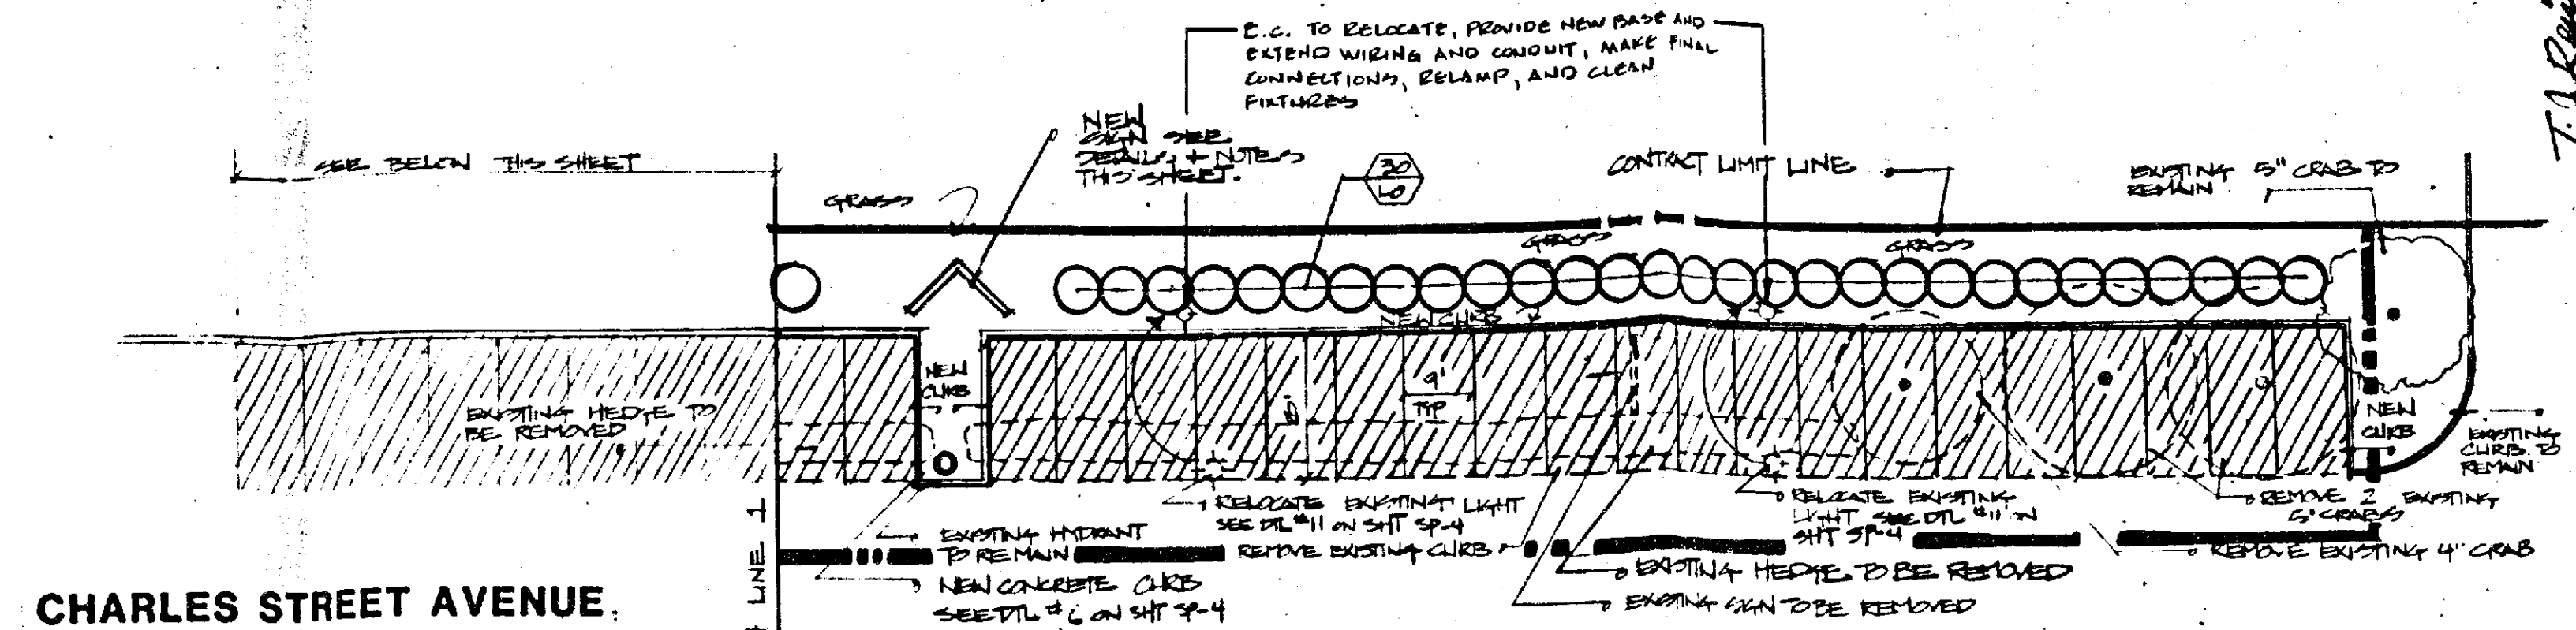 E.C. TO RELOCATE, PROVIDE NEW BASE AND
EXTEND WIRING AND CONDUIT, MAKE FINAL
CONNECTIONS, RELAMP, AND CLEAN
FIXTURES
NEW
SIGN SEE
DETAILS + NOTES
THIS SHEET.
SEE BELOW THIS SHEET
GRASS
30
LO
CONTRACT LIMIT LINE
EXISTING 5" CRAB TO
REMAIN
GRASS
GRASS
NEW CURB
NEW
CURB
9'
TYP
EXISTING HEDGE TO
BE REMOVED
NEW
CURB
EXISTING
CURB TO
REMAIN
RELOCATE EXISTING LIGHT
SEE DTL #11 ON SHT SP-4
RELOCATE EXISTING
LIGHT SEE DTL #11 ON
SHT SP-4
REMOVE 2 EXISTING
5" CRABS
EXISTING HYDRANT
TO REMAIN
REMOVE EXISTING CURB
REMOVE EXISTING 4" CRAB
EXISTING HEDGE TO BE REMOVED
NEW CONCRETE CURB
SEE DTL #6 ON SHT SP-4
EXISTING SIGN TO BE REMOVED
CHARLES STREET AVENUE
LINE 1